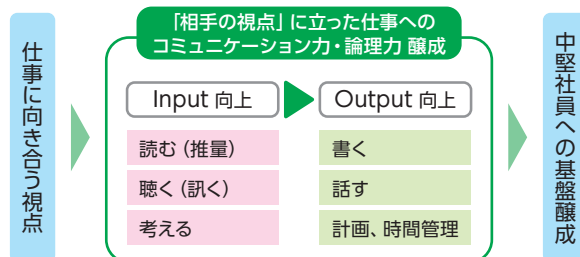 仕事に向き合う視点
「相手の視点」に立った仕事への
コミュニケーション力・論理力 醸成
Input 向上
読む（推量）
聴く（訊く）
考える
Output 向上
書く
話す
計画、時間管理
中堅社員への基盤醸成